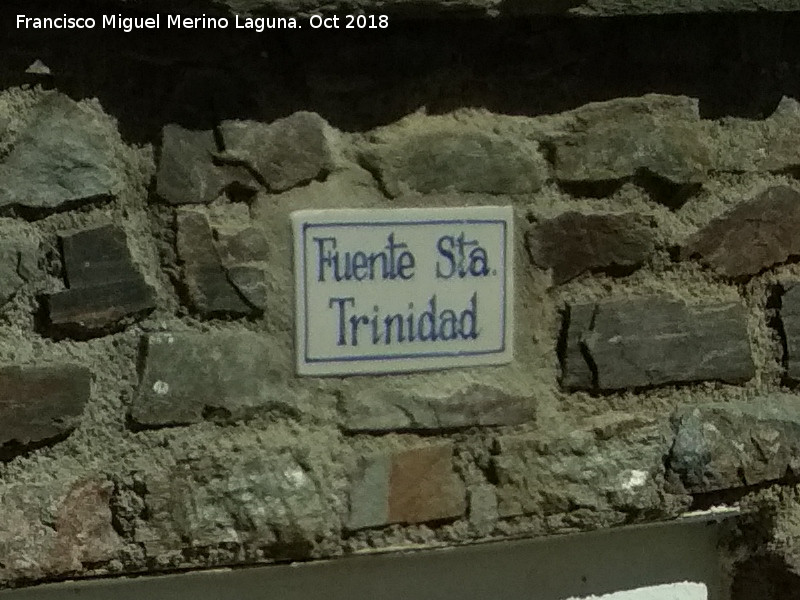 Francisco Miguel Merino Laguna. Oct 2018
Fuente Sta.
Trinidad